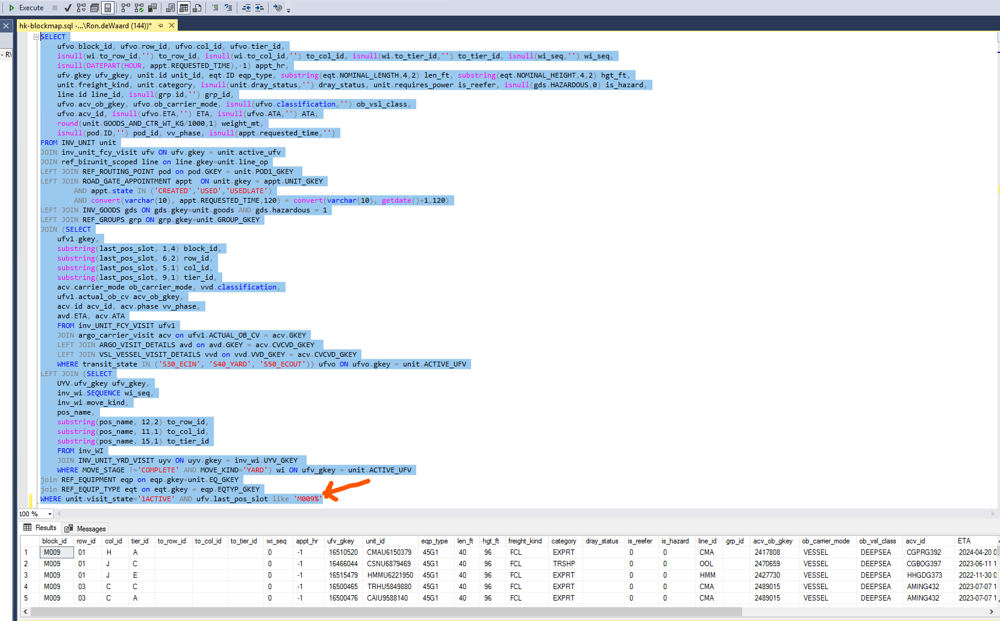 Execute
hk-blockmap.sql -...\Ron.deWaard (144))*
SELECT
ufvo.block_id, ufvo.row_id, ufvo.col_id, ufvo.tier_id,
isnull(wi.to_row_id,'') to_row_id, isnull(wi.to_col_id,'') to_col_id, isnull(wi.to_tier_id,'') to_tier_id, isnull(wi_seq,'') wi_seq,
isnull(DATEPART(HOUR, appt.REQUESTED_TIME),-1) appt_hr,
ufv.gkey ufv_gkey, unit.id unit_id, eqt.ID eqp_type, substring(eqt.NOMINAL_LENGTH,4,2) len_ft, substring(eqt.NOMINAL_HEIGHT,4,2) hgt_ft,
unit.freight_kind, unit.category, isnull(unit.dray_status,'') dray_status, unit.requires_power is_reefer, isnull(gds.HAZARDOUS,0) is_hazard,
line.id line_id, isnull(grp.id,'') grp_id,
ufvo.acv_ob_gkey, ufvo.ob_carrier_mode, isnull(ufvo.classification,'') ob_vsl_class,
ufvo.acv_id, isnull(ufvo.ETA,'') ETA, isnull(ufvo.ATA,'') ATA,
round(unit.GOODS_AND_CTR_WT_KG/1000,1) weight_mt,
isnull(pod.ID,'') pod_id, vv_phase, isnull(appt.requested_time,'')
FROM INV_UNIT unit
JOIN inv_unit_fcy_visit ufv ON ufv.gkey = unit.active_ufv
JOIN ref_bizunit_scoped line on line.gkey=unit.line_op
LEFT JOIN REF_ROUTING_POINT pod on pod.GKEY = unit.POD1_GKEY
LEFT JOIN ROAD_GATE_APPOINTMENT appt  ON unit.gkey = appt.UNIT_GKEY
AND appt.state IN ('CREATED','USED','USEDLATE')
AND convert(varchar(10), appt.REQUESTED_TIME,120) = convert(varchar(10), getdate()+1,120)
LEFT JOIN INV_GOODS gds ON gds.gkey=unit.goods AND gds.hazardous = 1
LEFT JOIN REF_GROUPS grp ON grp.gkey=unit.GROUP_GKEY
JOIN (SELECT
ufv1.gkey,
substring(last_pos_slot, 1,4) block_id,
substring(last_pos_slot, 6,2) row_id,
substring(last_pos_slot, 5,1) col_id,
substring(last_pos_slot, 9,1) tier_id,
acv.carrier_mode ob_carrier_mode, vvd.classification,
ufv1.actual_ob_cv acv_ob_gkey,
acv.id acv_id, acv.phase vv_phase,
avd.ETA, acv.ATA
FROM inv_UNIT_FCY_VISIT ufv1
JOIN argo_carrier_visit acv on ufv1.ACTUAL_OB_CV = acv.GKEY
LEFT JOIN ARGO_VISIT_DETAILS avd on avd.GKEY = acv.CVCVD_GKEY
LEFT JOIN VSL_VESSEL_VISIT_DETAILS vvd on vvd.VVD_GKEY = acv.CVCVD_GKEY
WHERE transit_state IN ('S30_ECIN', 'S40_YARD', 'S50_ECOUT')) ufvo ON ufvo.gkey = unit.ACTIVE_UFV
LEFT JOIN (SELECT
UYV.ufv_gkey ufv_gkey,
inv_wi.SEQUENCE wi_seq,
inv_wi.move_kind,
pos_name,
substring(pos_name, 12,2) to_row_id,
substring(pos_name, 11,1) to_col_id,
substring(pos_name, 15,1) to_tier_id
FROM inv_WI
JOIN INV_UNIT_YRD_VISIT uyv ON uyv.gkey = inv_wi.UYV_GKEY
WHERE MOVE_STAGE !='COMPLETE' AND MOVE_KIND='YARD') wi ON ufv_gkey = unit.ACTIVE_UFV
join REF_EQUIPMENT eqp on eqp.gkey=unit.EQ_GKEY
join REF_EQUIP_TYPE eqt on eqt.gkey = eqp.EQTYP_GKEY
WHERE unit.visit_state='1ACTIVE' AND ufv.last_pos_slot like 'M009%'
100 %
Results Messages
block_id row_id col_id tier_id to_row_id to_col_id to_tier_id wi_seq appt_hr ufv_gkey unit_id eqp_type len_ft hgt_ft freight_kind category dray_status is_reefer is_hazard line_id grp_id acv_ob_gkey ob_carrier_mode ob_vsl_class acv_id ETA
1 M009 01 H A 0 -1 16510520 CMAU6150379 45G1 40 96 FCL EXPRT 0 0 CMA 2417808 VESSEL DEEPSEA CGPRG392 2024-04-20 0
2 M009 01 J C 0 -1 16466044 CSNU6879469 45G1 40 96 FCL TRSHP 0 0 OOL 2470659 VESSEL DEEPSEA CGBOG397 2023-06-11 1
3 M009 01 J E 0 -1 16515479 HMMU6221950 45G1 40 96 FCL EXPRT 0 0 HMM 2427730 VESSEL DEEPSEA HHGDG373 2022-11-30 0
4 M009 03 C C 0 -1 16500465 TRHU5849880 45G1 40 96 FCL EXPRT 0 0 CMA 2489015 VESSEL DEEPSEA AMING432 2023-07-07 1
5 M009 03 C A 0 -1 16500476 CAIU9588140 45G1 40 96 FCL EXPRT 0 0 CMA 2489015 VESSEL DEEPSEA AMING432 2023-07-07 1